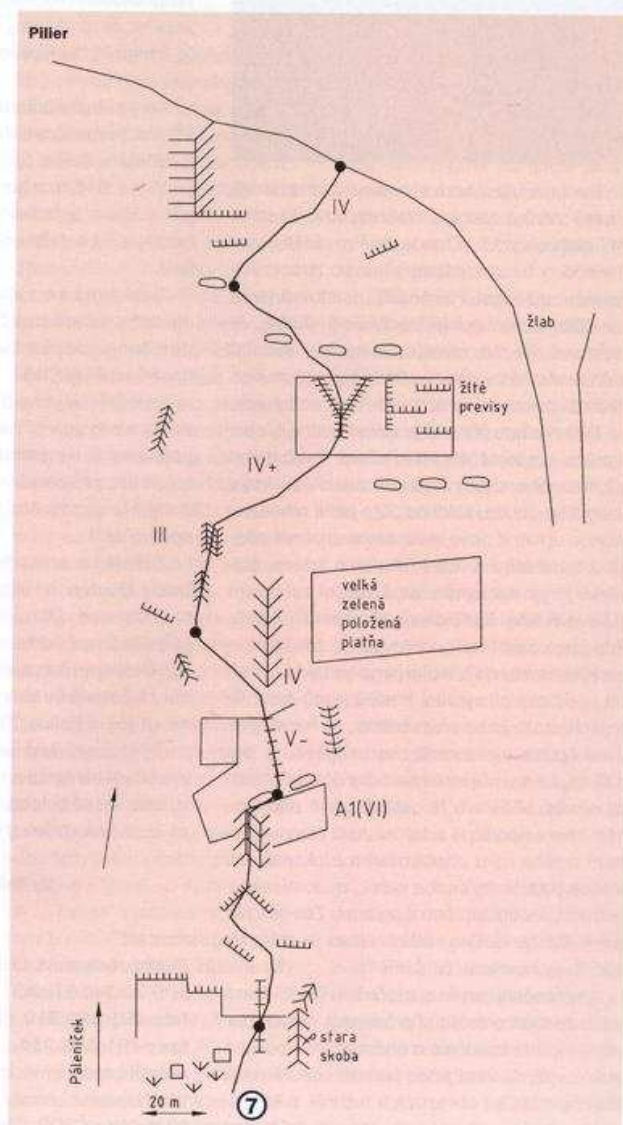 Pilier
IV
žlab
žlté
previsy
IV+
III
velká
zelená
položená
platňa
IV
V-
A1(VI)
stara
skoba
Páleníček
20 m
7